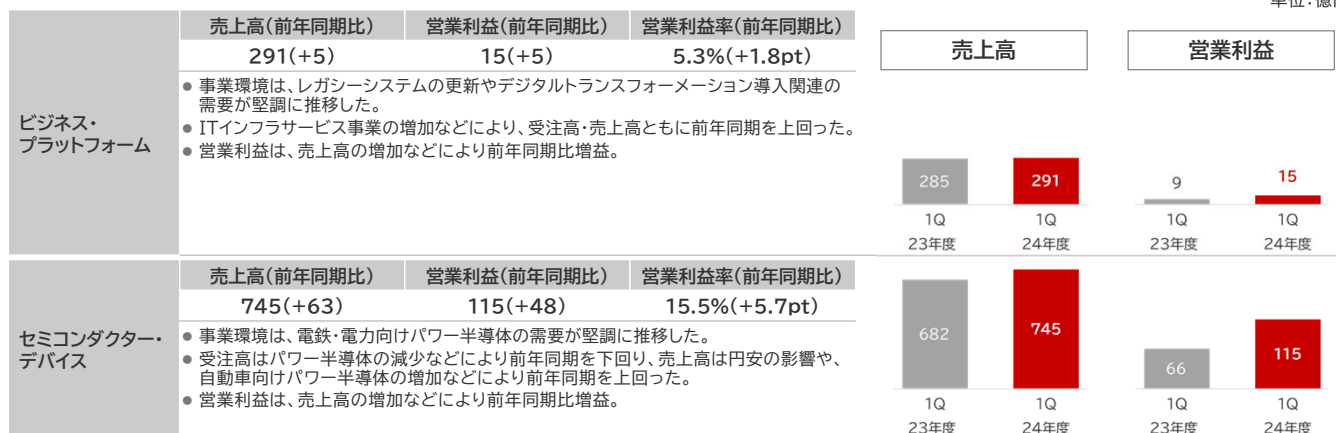 単位：億
売上高（前年同期比） 営業利益（前年同期比） 営業利益率（前年同期比）
291(+5) 15(+5) 5.3%(+1.8pt)
ビジネス・
プラットフォーム
● 事業環境は、レガシーシステムの更新やデジタルトランスフォーメーション導入関連の
需要が堅調に推移した。
● ITインフラサービス事業の増加などにより、受注高・売上高ともに前年同期を上回った。
● 営業利益は、売上高の増加などにより前年同期比増益。
売上高 営業利益
285 291 9 15
1Q 1Q 1Q 1Q
23年度 24年度 23年度 24年度
売上高（前年同期比） 営業利益（前年同期比） 営業利益率（前年同期比）
745(+63) 115(+48) 15.5%(+5.7pt)
セミコンダクター・
デバイス
● 事業環境は、電鉄・電力向けパワー半導体の需要が堅調に推移した。
● 受注高はパワー半導体の減少などにより前年同期を下回り、売上高は円安の影響や、
自動車向けパワー半導体の増加などにより前年同期を上回った。
● 営業利益は、売上高の増加などにより前年同期比増益。
682 745 66 115
1Q 1Q 1Q 1Q
23年度 24年度 23年度 24年度